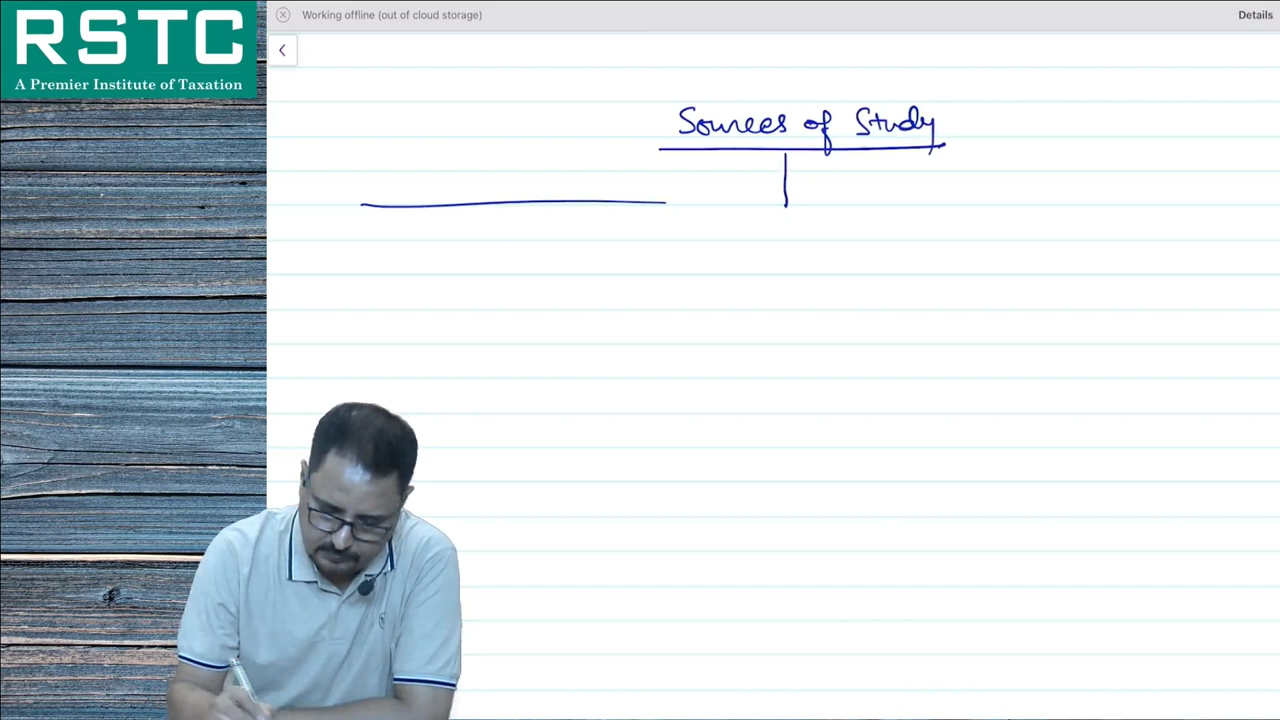 RSTC
A Premier Institute of Taxation
Working offline (out of cloud storage)
Details
Sources of Study